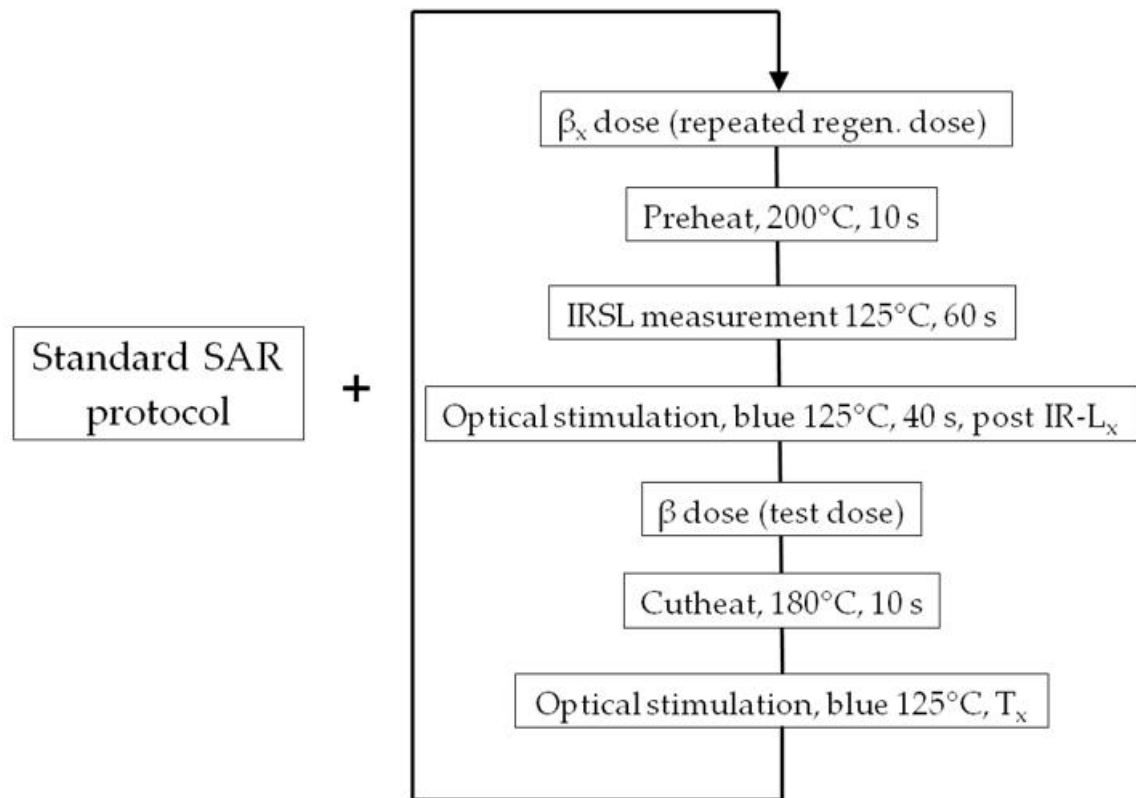 Standard SAR
protocol
+
βₓ dose (repeated regen. dose)
Preheat, 200°C, 10 s
IRSL measurement 125°C, 60 s
Optical stimulation, blue 125°C, 40 s, post IR-Lₓ
β dose (test dose)
Cutheat, 180°C, 10 s
Optical stimulation, blue 125°C, Tₓ